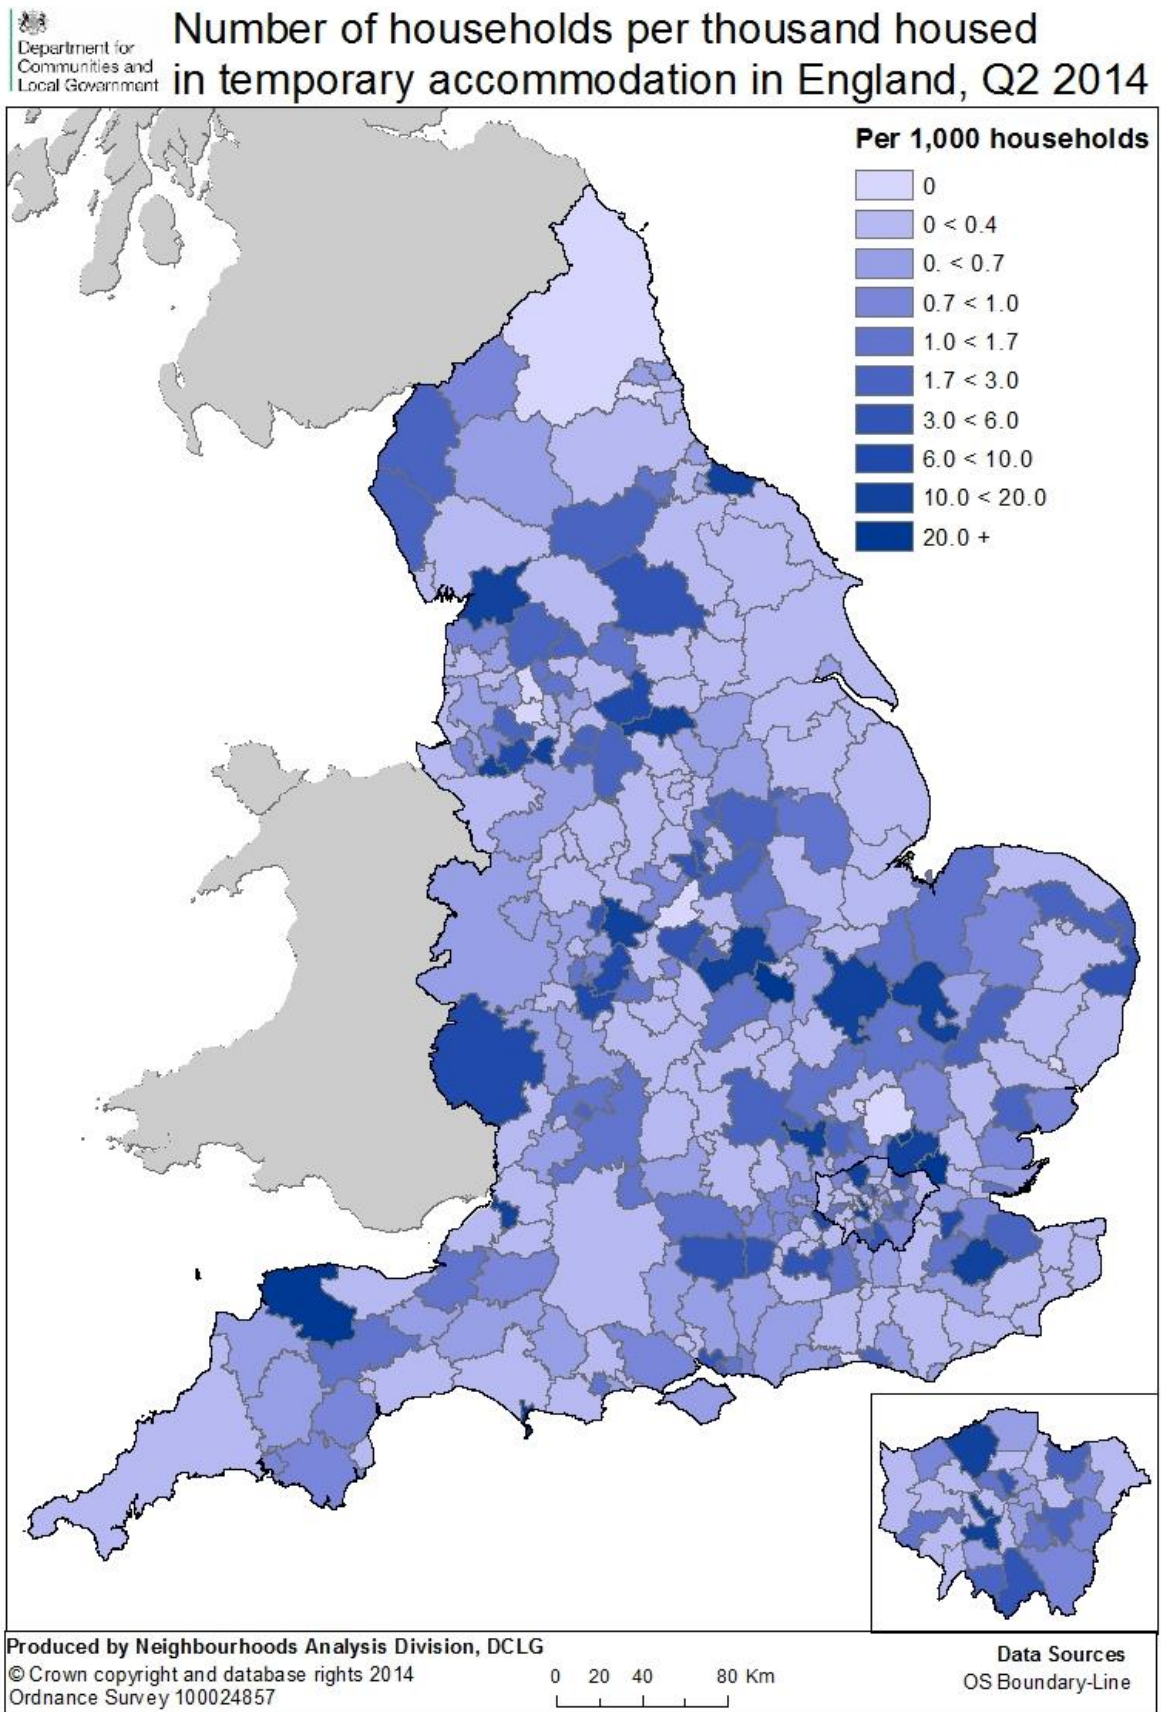 Department for
Communities and
Local Government
Number of households per thousand housed
in temporary accommodation in England, Q2 2014
Per 1,000 households
0
0 < 0.4
0. < 0.7
0.7 < 1.0
1.0 < 1.7
1.7 < 3.0
3.0 < 6.0
6.0 < 10.0
10.0 < 20.0
20.0 +
Produced by Neighbourhoods Analysis Division, DCLG
© Crown copyright and database rights 2014
Ordnance Survey 100024857
0 20 40 80 Km
Data Sources
OS Boundary-Line